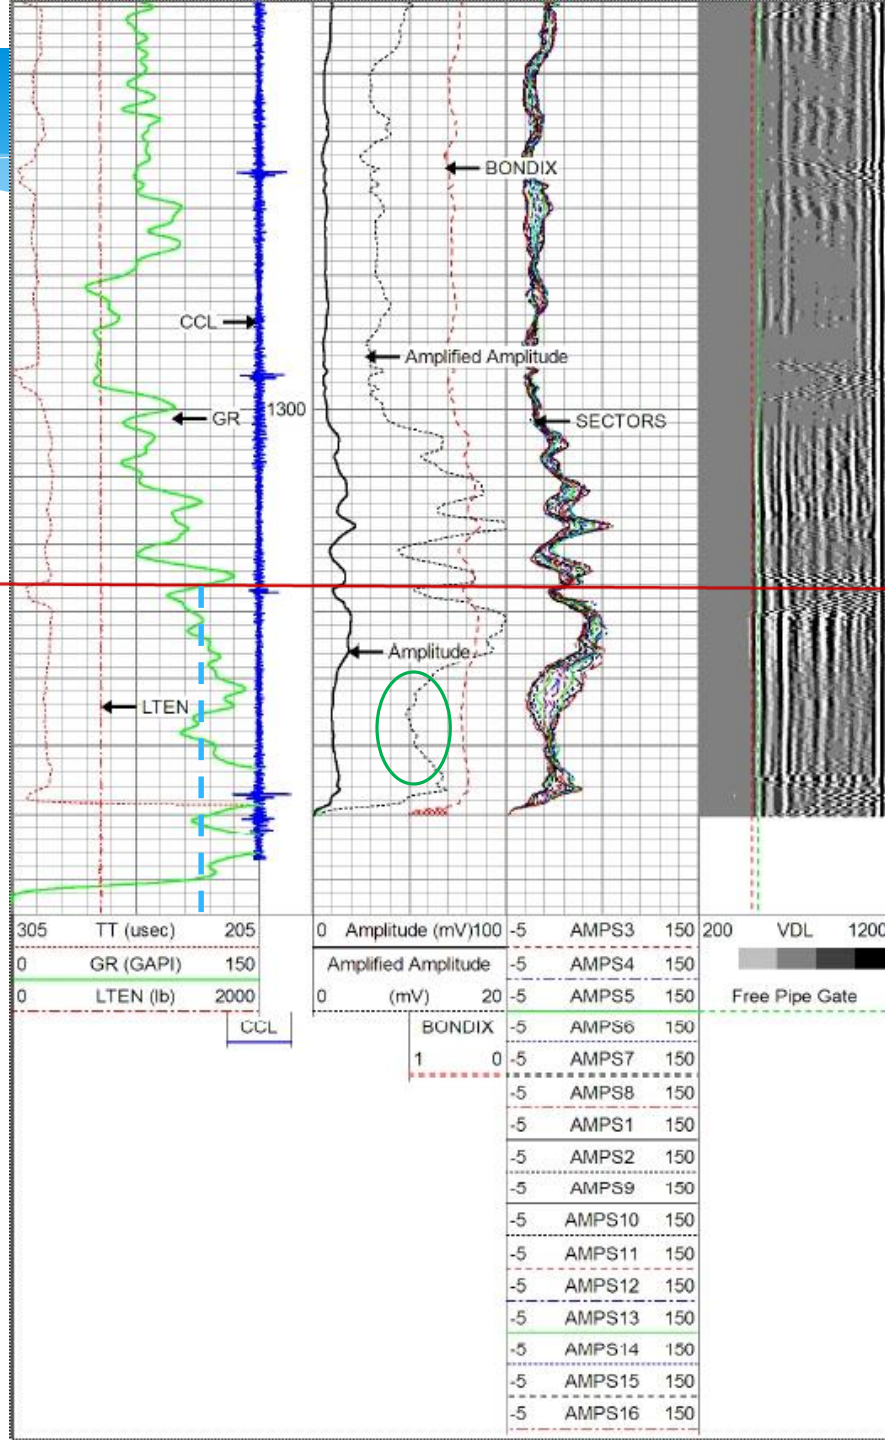 BONDIX
CCL
Amplified Amplitude
1300
GR
SECTORS
Amplitude
LTEN
305 TT (usec) 205
0 GR (GAPI) 150
0 LTEN (lb) 2000
CCL
0 Amplitude (mV)100
Amplified Amplitude
0 (mV) 20
BONDIX
1 0
-5 AMPS3 150
-5 AMPS4 150
-5 AMPS5 150
-5 AMPS6 150
-5 AMPS7 150
-5 AMPS8 150
-5 AMPS1 150
-5 AMPS2 150
-5 AMPS9 150
-5 AMPS10 150
-5 AMPS11 150
-5 AMPS12 150
-5 AMPS13 150
-5 AMPS14 150
-5 AMPS15 150
-5 AMPS16 150
200 VDL 1200
Free Pipe Gate